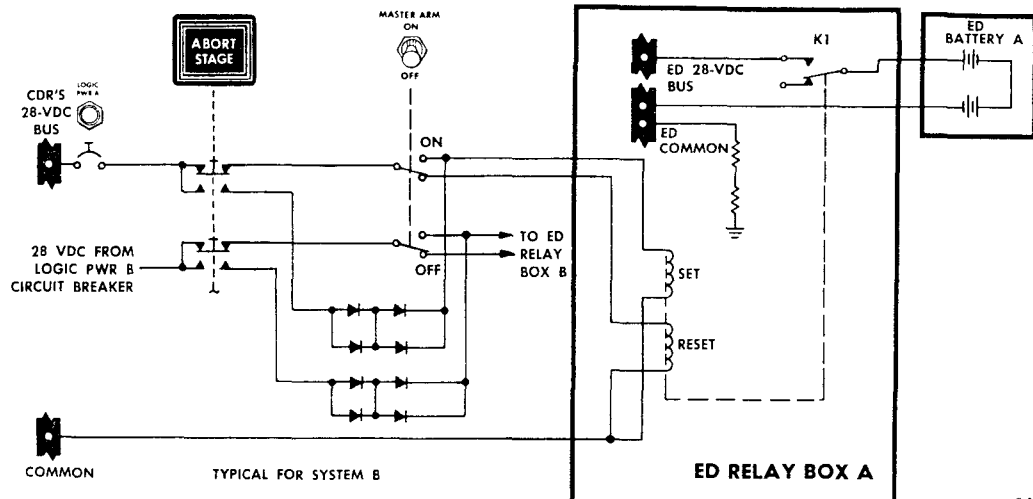 ABORT
STAGE
MASTER ARM
ON
OFF
CDR'S
28-VDC
BUS
LOGIC
PWR A
ON
OFF
28 VDC FROM
LOGIC PWR B
CIRCUIT BREAKER
TO ED
RELAY
BOX B
COMMON
TYPICAL FOR SYSTEM B
K1
ED 28-VDC
BUS
ED
COMMON
SET
RESET
ED RELAY BOX A
ED
BATTERY A